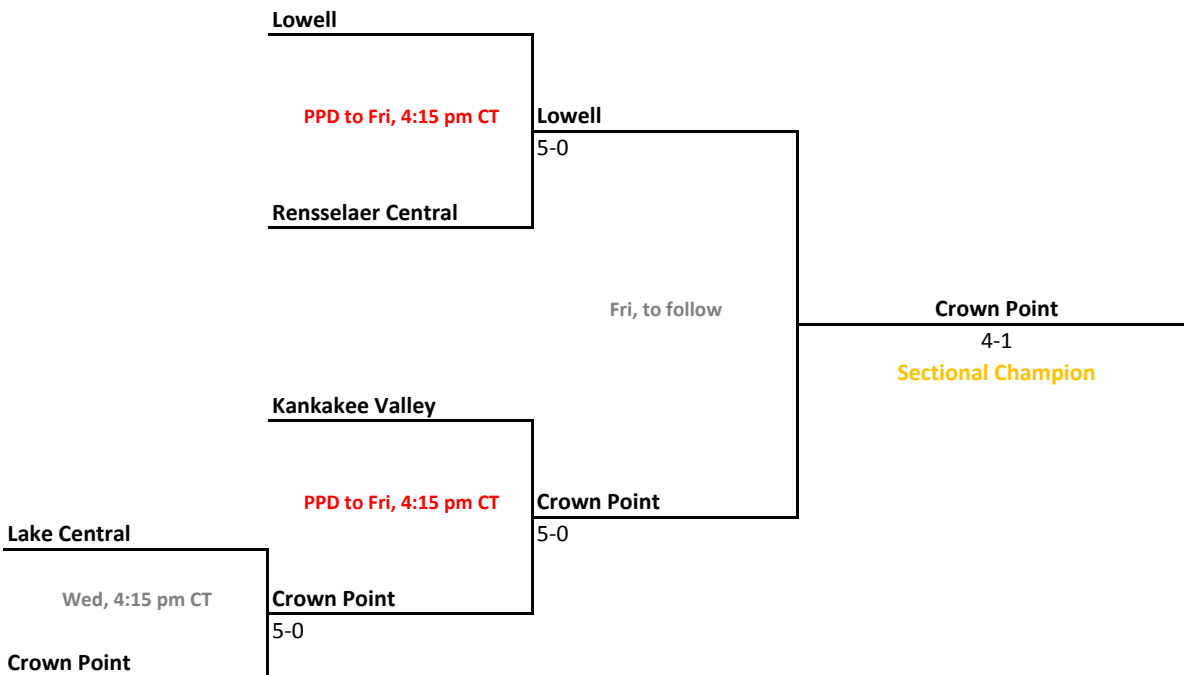 Lowell
PPD to Fri, 4:15 pm CT
Lowell
5-0
Rensselaer Central
Fri, to follow
Crown Point
4-1
Sectional Champion
Kankakee Valley
PPD to Fri, 4:15 pm CT
Crown Point
5-0
Lake Central
Wed, 4:15 pm CT
Crown Point
5-0
Crown Point